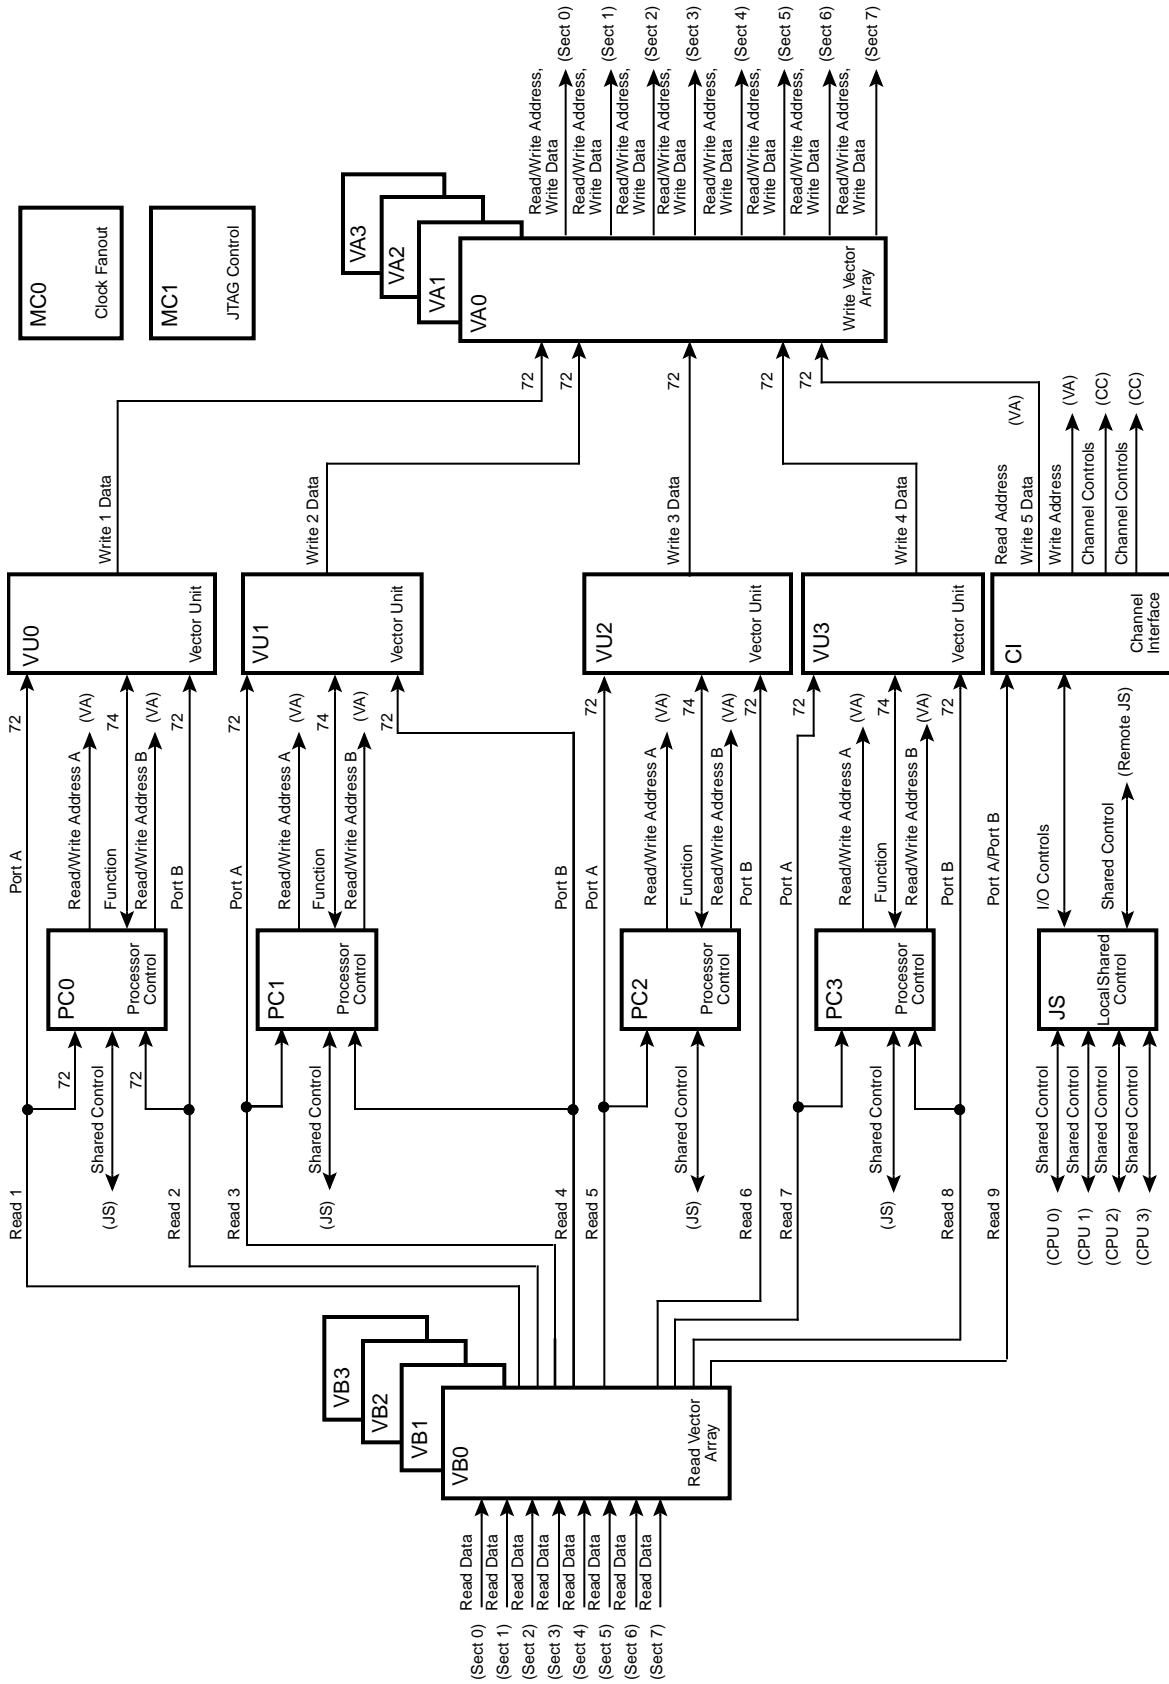 MC0
Clock Fanout
MC1
JTAG Control
VA3
VA2
VA1
VA0
Write Vector
Array
Read/Write Address,
Write Data
(Sect 0)
Read/Write Address,
Write Data
(Sect 1)
Read/Write Address,
Write Data
(Sect 2)
Read/Write Address,
Write Data
(Sect 3)
Read/Write Address,
Write Data
(Sect 4)
Read/Write Address,
Write Data
(Sect 5)
Read/Write Address,
Write Data
(Sect 6)
Read/Write Address,
Write Data
(Sect 7)
72
72
72
72
72
Write 1 Data
Write 2 Data
Write 3 Data
Write 4 Data
Read Address
(VA)
Write 5 Data
Write Address
(VA)
Channel Controls
(CC)
Channel Controls
(CC)
VU0
Vector Unit
VU1
Vector Unit
VU2
Vector Unit
VU3
Vector Unit
CI
Channel
Interface
Read 1
Port A
72
72
Read/Write Address A
(VA)
Function
74
Read/Write Address B
(VA)
Read 2
Port B
72
72
PC0
Processor
Control
Shared Control
(JS)
Read 3
Port A
72
Read/Write Address A
(VA)
Function
74
Read/Write Address B
(VA)
72
Read 4
Port B
PC1
Processor
Control
Shared Control
(JS)
Read 5
Port A
72
Read/Write Address A
(VA)
Function
74
Read/Write Address B
(VA)
Read 6
Port B
72
PC2
Processor
Control
Shared Control
(JS)
Read 7
Port A
72
Read/Write Address A
(VA)
Function
74
Read/Write Address B
(VA)
Read 8
Port B
72
PC3
Processor
Control
Shared Control
(JS)
Read 9
Port A/Port B
I/O Controls
Shared Control
(Remote JS)
JS
Local Shared
Control
Shared Control
(CPU 0)
Shared Control
(CPU 1)
Shared Control
(CPU 2)
Shared Control
(CPU 3)
VB3
VB2
VB1
VB0
Read Vector
Array
(Sect 0)
Read Data
(Sect 1)
Read Data
(Sect 2)
Read Data
(Sect 3)
Read Data
(Sect 4)
Read Data
(Sect 5)
Read Data
(Sect 6)
Read Data
(Sect 7)
Read Data